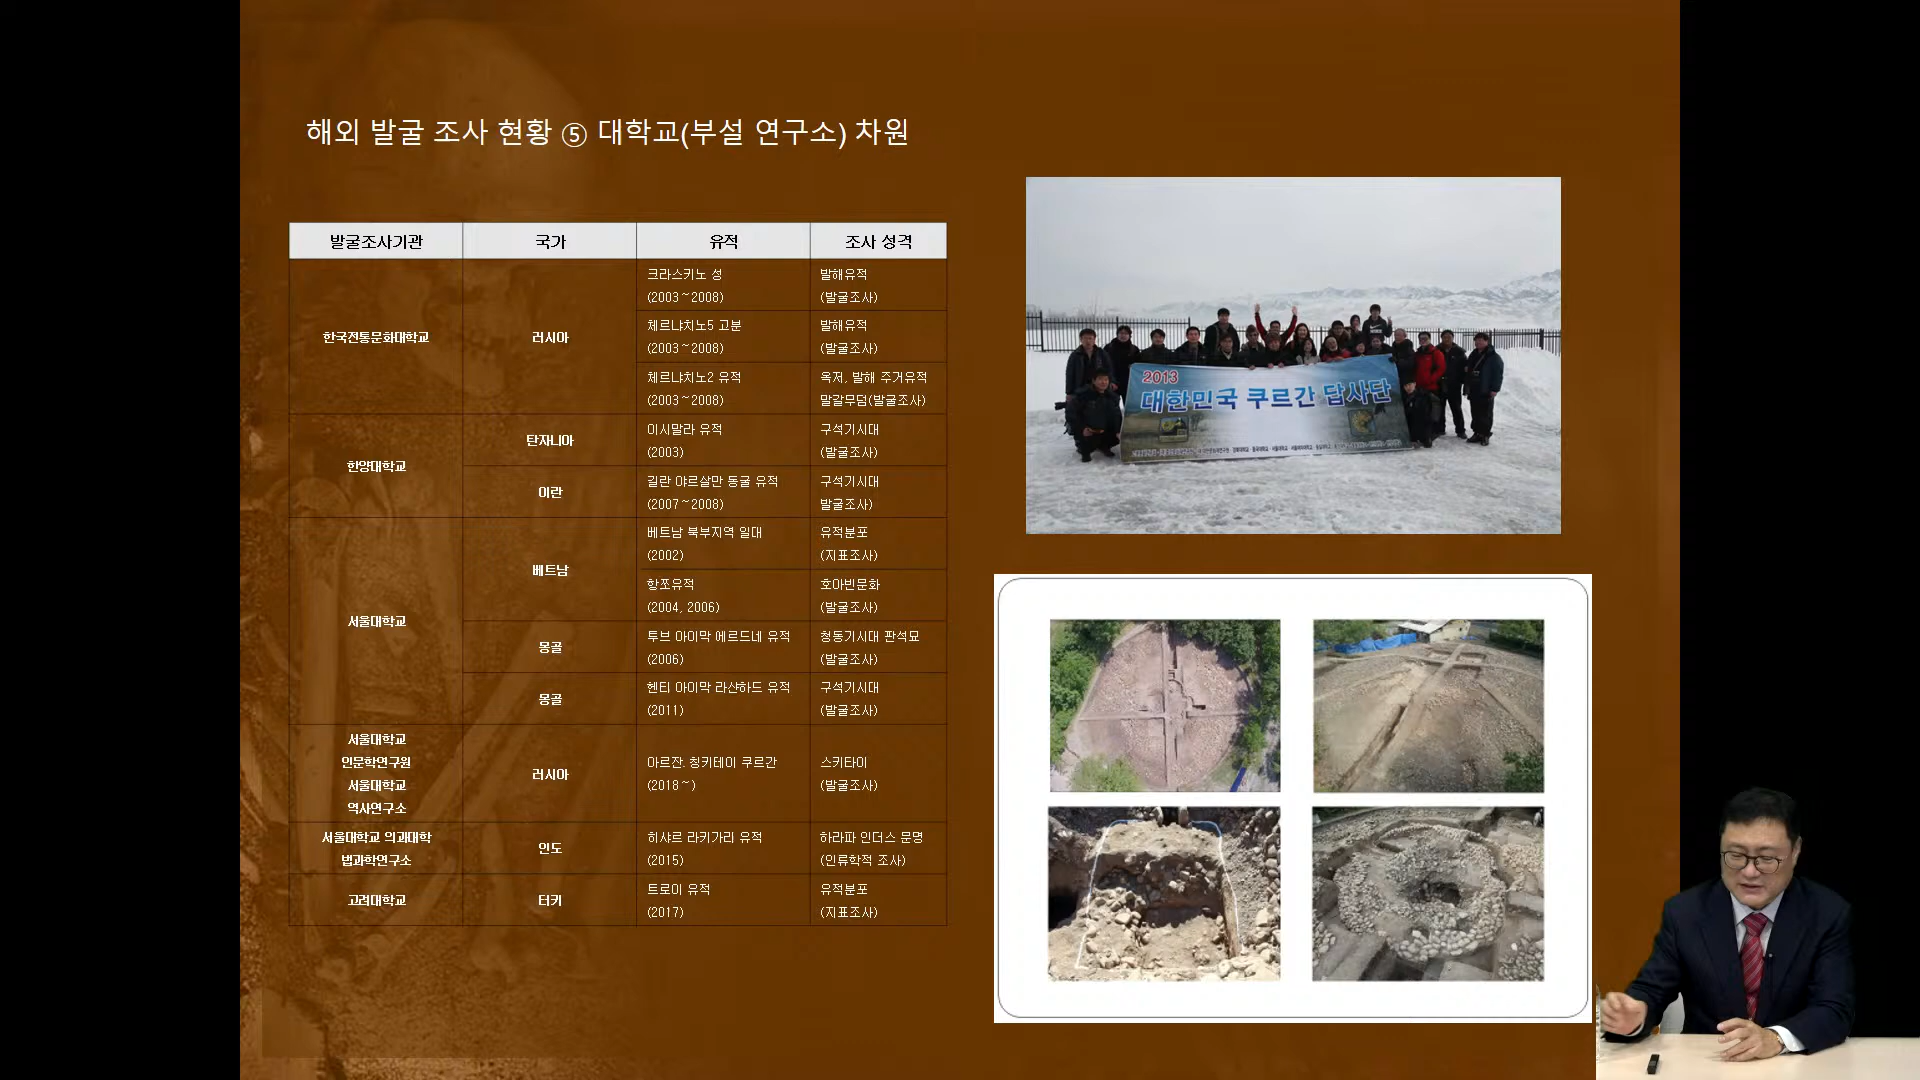 해외 발굴 조사 현황 ⑤ 대학교(부설 연구소) 차원
발굴조사기관 국가 유적 조사 성격
한국전통문화대학교
러시아
크라스키노 성
(2003~2008)
발해유적
(발굴조사)
체르냐치노5 고분
(2003~2008)
발해유적
(발굴조사)
체르냐치노2 유적
(2003~2008)
옥저, 발해 주거유적
말갈무덤(발굴조사)
한양대학교
탄자니아
이시말라 유적
(2003)
구석기시대
(발굴조사)
이란
길란 야르살만 동굴 유적
(2007~2008)
구석기시대
발굴조사)
서울대학교
베트남
베트남 북부지역 일대
(2002)
유적분포
(지표조사)
항쪼유적
(2004, 2006)
호아빈문화
(발굴조사)
몽골
투브 아이막 에르드네 유적
(2006)
청동기시대 판석묘
(발굴조사)
몽골
헨티 아이막 라샨하드 유적
(2011)
구석기시대
(발굴조사)
서울대학교
인문학연구원
서울대학교
역사연구소
러시아
아르잔. 칭키테이 쿠르간
(2018~)
스키타이
(발굴조사)
서울대학교 의과대학
법과학연구소
인도
히샤르 라키가리 유적
(2015)
하라파 인더스 문명
(인류학적 조사)
고려대학교
터키
트로이 유적
(2017)
유적분포
(지표조사)
2013
대한민국 쿠르간 답사단